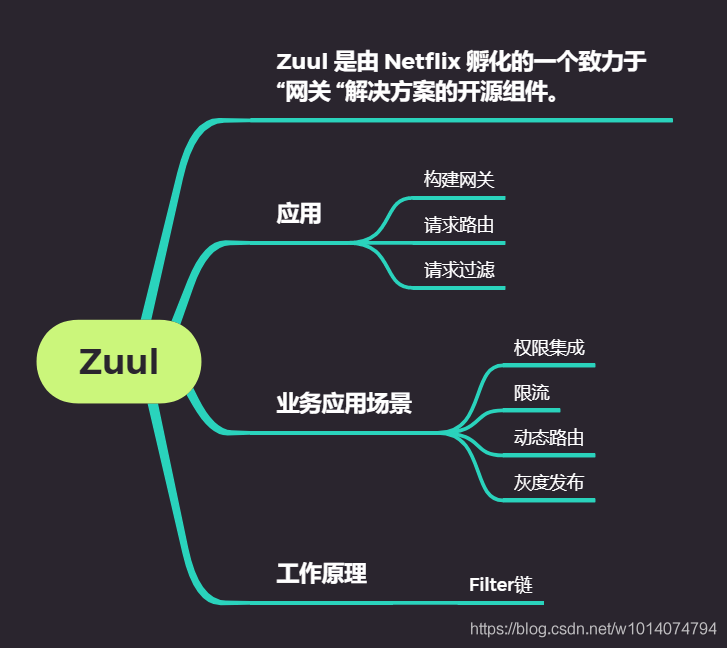 Zuul 是由 Netflix 孵化的一个致力于
“网关 “解决方案的开源组件。
应用
构建网关
请求路由
请求过滤
Zuul
业务应用场景
权限集成
限流
动态路由
灰度发布
工作原理
Filter链
https://blog.csdn.net/w1014074794